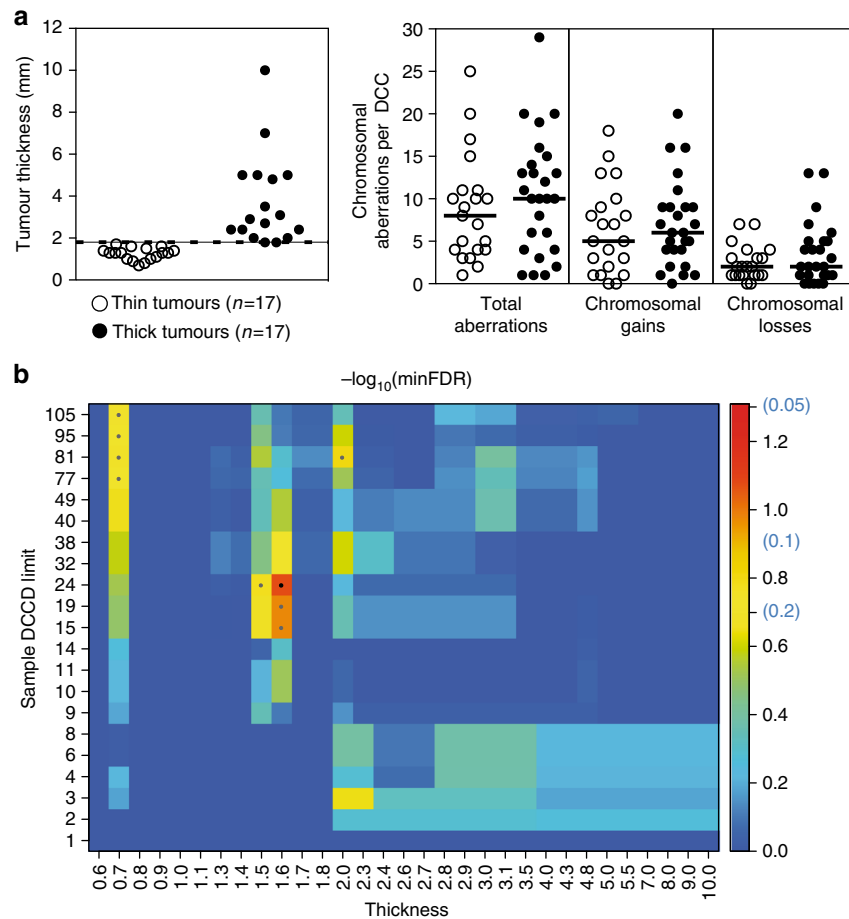 a
Tumour thickness (mm)
12
10
8
6
4
2
0
Thin tumours (n=17)
Thick tumours (n=17)
Chromosomal
aberrations per DCC
30
25
20
15
10
5
0
Total
aberrations
Chromosomal
gains
Chromosomal
losses
b
–log10(minFDR)
Sample DCCD limit
105
95
81
77
49
40
38
32
24
19
15
14
11
10
9
8
6
4
3
2
1
0.6 0.7 0.8 0.9 1.0 1.1 1.3 1.4 1.5 1.6 1.7 1.8 2.0 2.3 2.4 2.6 2.7 2.8 2.9 3.0 3.1 3.5 4.0 4.3 4.8 5.0 5.5 7.0 8.0 9.0 10.0
Thickness
(0.05)
1.2
1.0
(0.1)
0.8
(0.2)
0.6
0.4
0.2
0.0